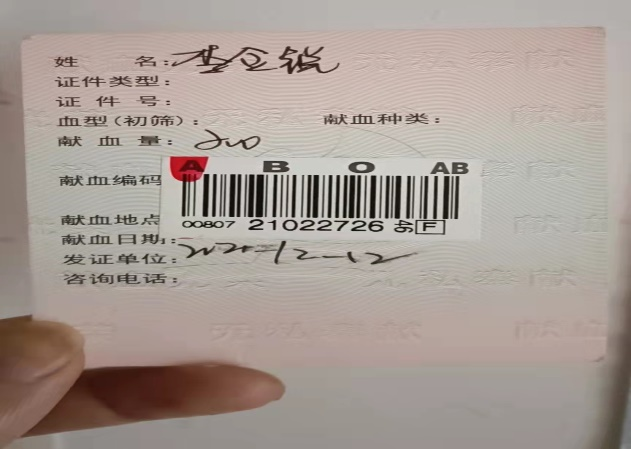 姓 名：李企锐
证件类型：
证 件 号：
血型(初筛)： 献血种类：
献 血 量：200
A B O AB
献血编码
00807 21022726 F
献血地点
献血日期：
发证单位：2021-12-12
咨询电话：